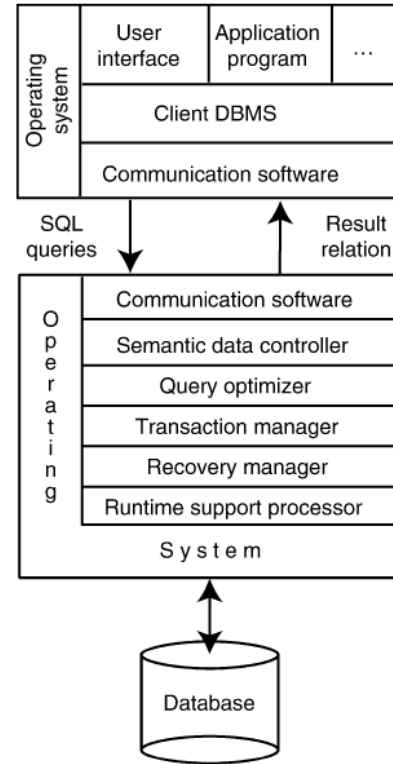 Operating
system
User
interface
Application
program
...
Client DBMS
Communication software
SQL
queries
Result
relation
Operating
Communication software
Semantic data controller
Query optimizer
Transaction manager
Recovery manager
Runtime support processor
System
Database